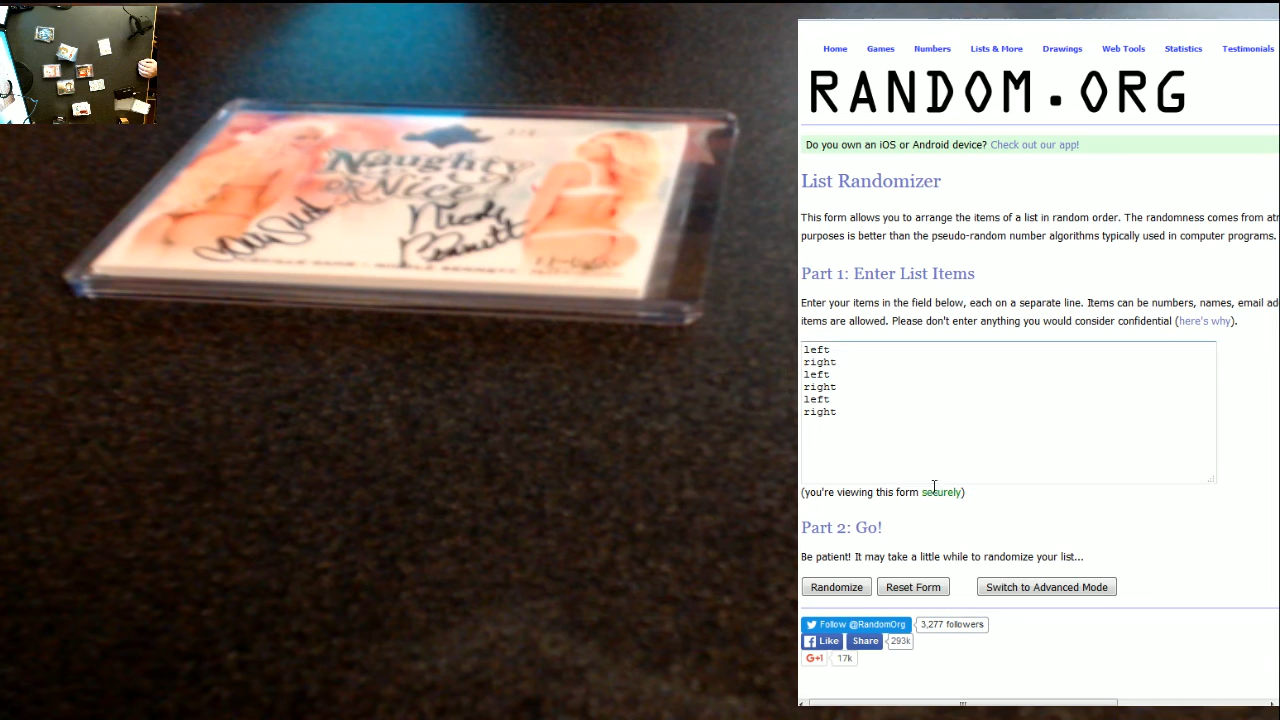 Naughty
or Nice
Nicole
Bennett
Home Games Numbers Lists & More Drawings Web Tools Statistics Testimonials
RANDOM.ORG
Do you own an iOS or Android device? Check out our app!
List Randomizer
This form allows you to arrange the items of a list in random order. The randomness comes from
purposes is better than the pseudo-random number algorithms typically used in computer programs.
Part 1: Enter List Items
Enter your items in the field below, each on a separate line. Items can be numbers, names, email
items are allowed. Please don't enter anything you would consider confidential (here's why).
left
right
left
right
left
right
(you're viewing this form securely)
Part 2: Go!
Be patient! It may take a little while to randomize your list...
Randomize Reset Form Switch to Advanced Mode
Follow @RandomOrg 3,277 followers
Like Share 293k
G+1 17k